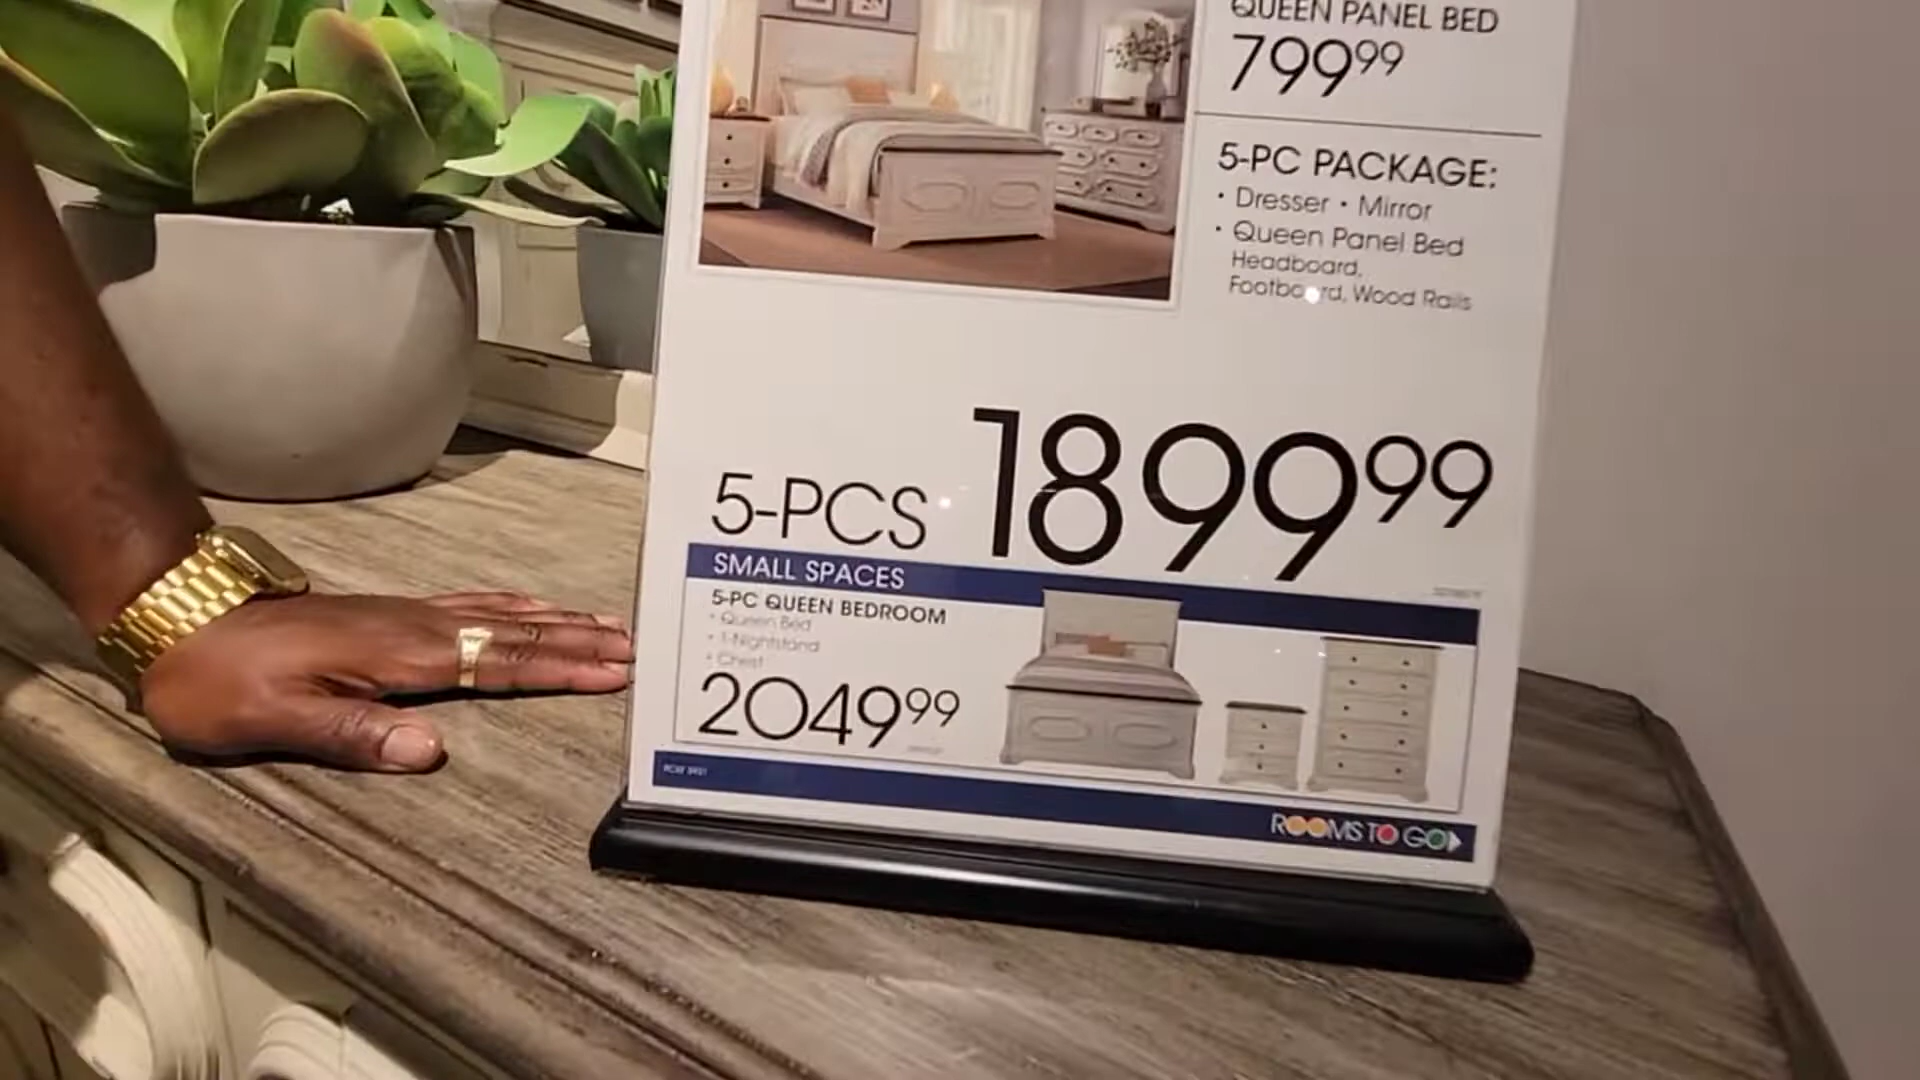 QUEEN PANEL BED
799⁹⁹
5-PC PACKAGE:
• Dresser • Mirror
• Queen Panel Bed
Headboard,
Footboard, Wood Rails
5-PCS 1899⁹⁹
SMALL SPACES
5-PC QUEEN BEDROOM
• Queen Bed
• 1-Nightstand
• Chest
2049⁹⁹
ROOMS TO GO